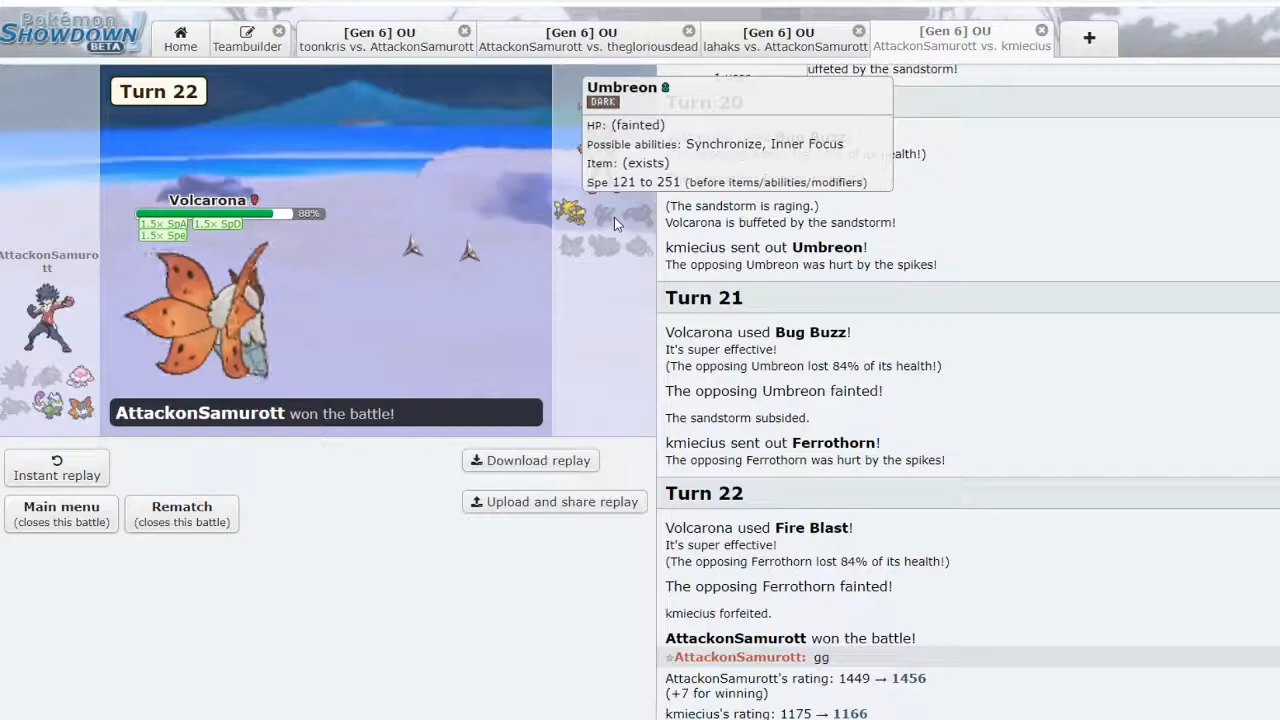 Pokémon
SHOWDOWN
BETA
Home
Teambuilder
[Gen 6] OU
toonkris vs. AttackonSamurott
[Gen 6] OU
AttackonSamurott vs. thegloriousdead
[Gen 6] OU
lahaks vs. AttackonSamurott
[Gen 6] OU
AttackonSamurott vs. kmiecius
+
Turn 22
Volcarona
88%
1.5× SpA 1.5× SpD
1.5× Spe
AttackonSamuro
tt
AttackonSamurott won the battle!
Instant replay
Download replay
Upload and share replay
Main menu
(closes this battle)
Rematch
(closes this battle)
Umbreon
DARK
HP: (fainted)
Possible abilities: Synchronize, Inner Focus
Item: (exists)
Spe 121 to 251 (before items/abilities/modifiers)
uffeted by the sandstorm!
Turn 20
Bug Buzz
health!)
(The sandstorm is raging.)
Volcarona is buffeted by the sandstorm!
kmiecius sent out Umbreon!
The opposing Umbreon was hurt by the spikes!
Turn 21
Volcarona used Bug Buzz!
It's super effective!
(The opposing Umbreon lost 84% of its health!)
The opposing Umbreon fainted!
The sandstorm subsided.
kmiecius sent out Ferrothorn!
The opposing Ferrothorn was hurt by the spikes!
Turn 22
Volcarona used Fire Blast!
It's super effective!
(The opposing Ferrothorn lost 84% of its health!)
The opposing Ferrothorn fainted!
kmiecius forfeited.
AttackonSamurott won the battle!
☆AttackonSamurott: gg
AttackonSamurott's rating: 1449 → 1456
(+7 for winning)
kmiecius's rating: 1175 → 1166